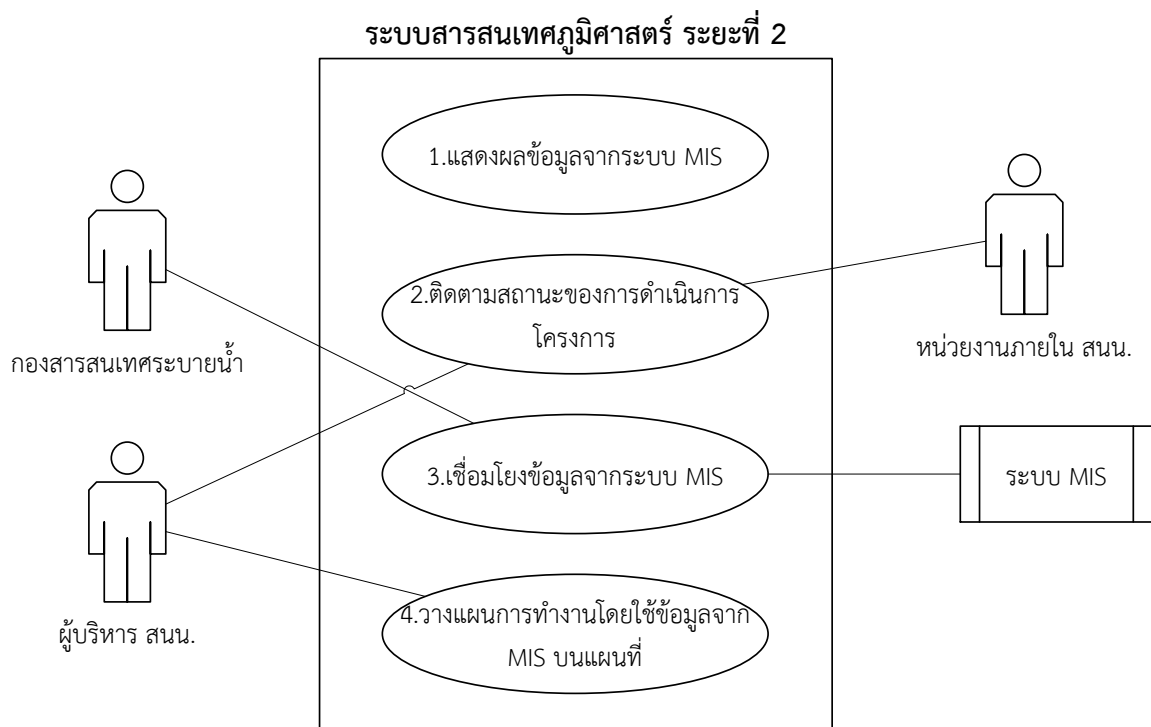 ระบบสารสนเทศภูมิศาสตร์ ระยะที่ 2
1.แสดงผลข้อมูลจากระบบ MIS
2.ติดตามสถานะของการดำเนินการ
โครงการ
กองสารสนเทศระบายน้ำ
หน่วยงานภายใน สนน.
3.เชื่อมโยงข้อมูลจากระบบ MIS
ระบบ MIS
ผู้บริหาร สนน.
4.วางแผนการทำงานโดยใช้ข้อมูลจาก
MIS บนแผนที่